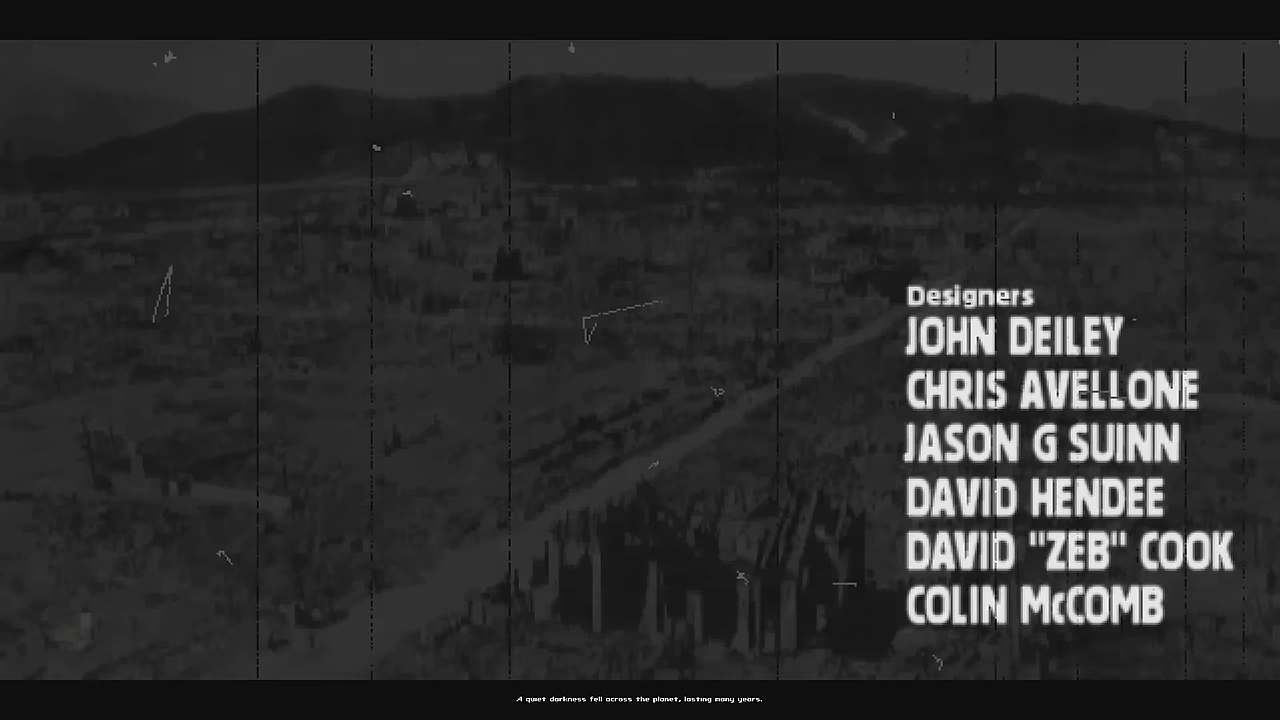 Designers
JOHN DEILEY
CHRIS AVELLONE
JASON G SUINN
DAVID HENDEE
DAVID "ZEB" COOK
COLIN McCOMB
A quiet darkness fell across the planet, lasting many years.